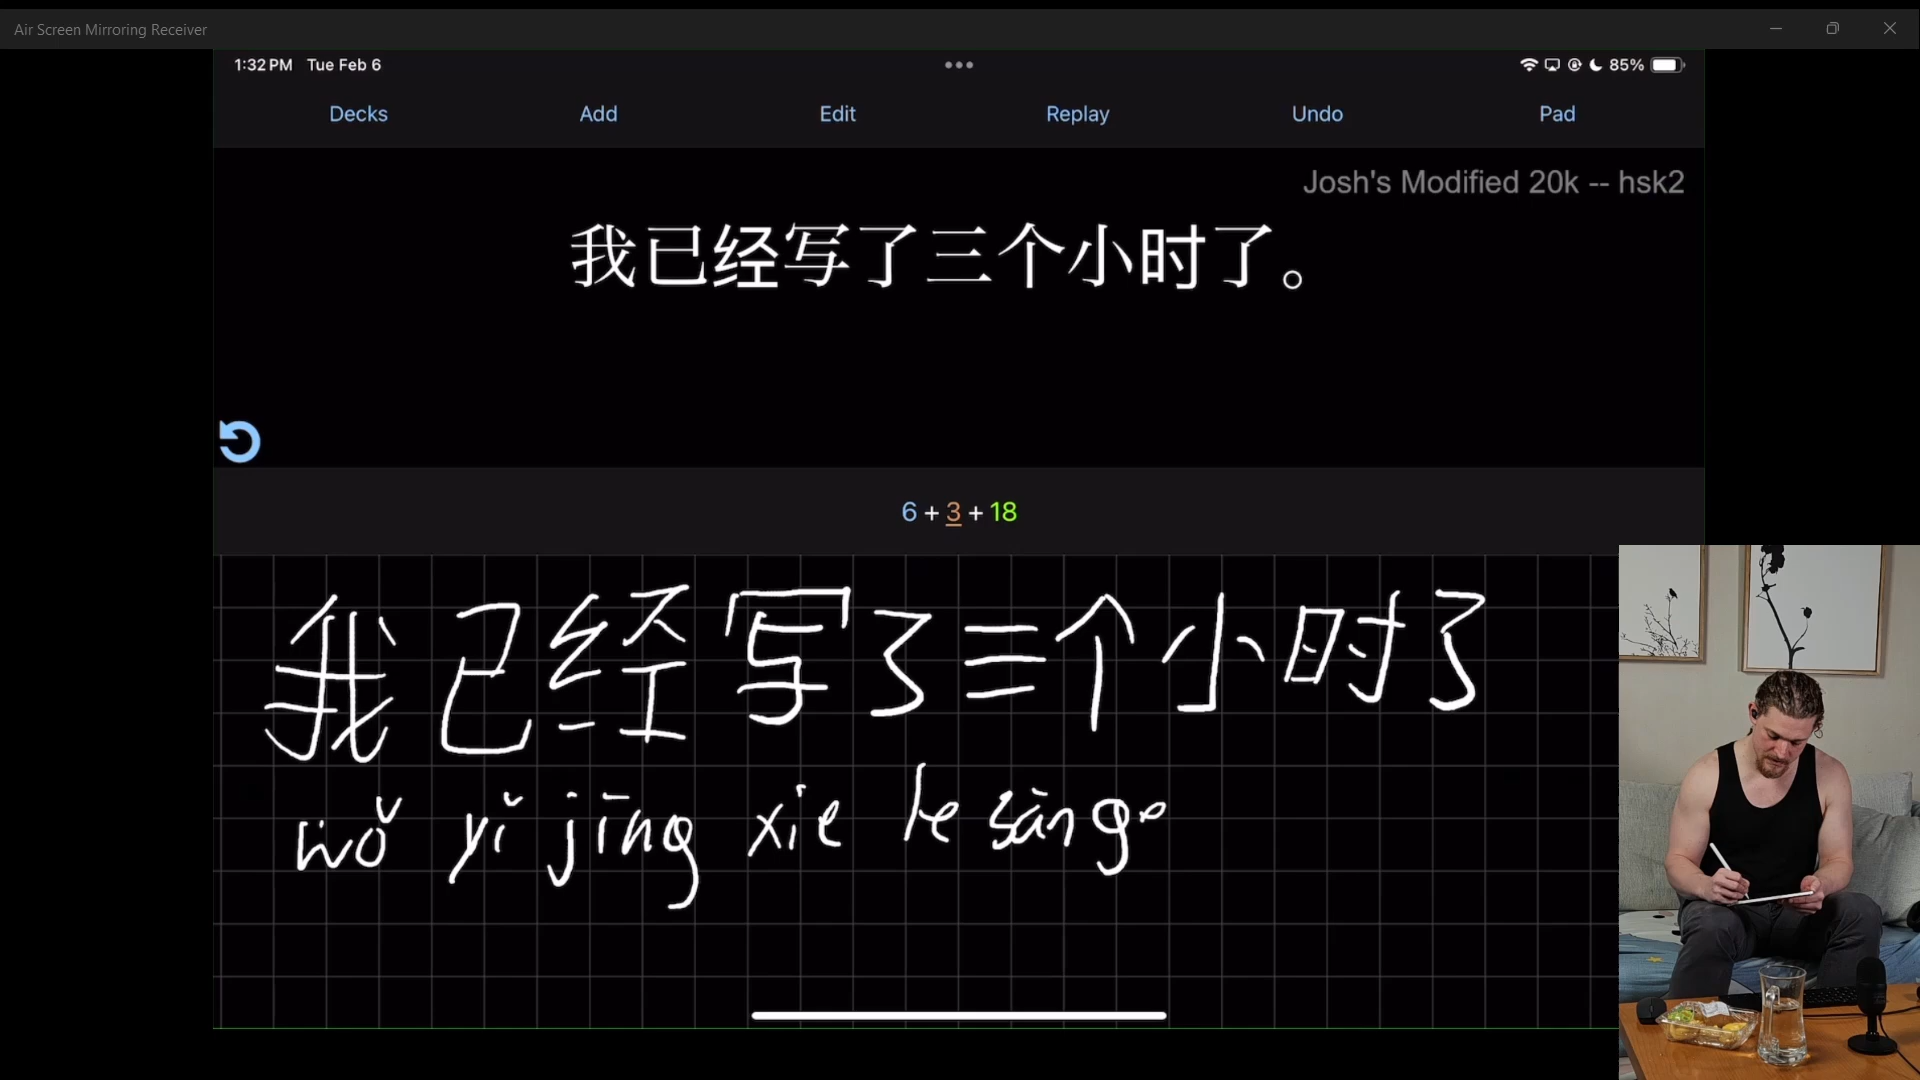 Air Screen Mirroring Receiver
1:32 PM Tue Feb 6 85%
Decks Add Edit Replay Undo Pad
Josh's Modified 20k -- hsk2
我已经写了三个小时了。
6 + 3 + 18
我已经写了三个小时了
wǒ yǐ jīng xie le sān ge